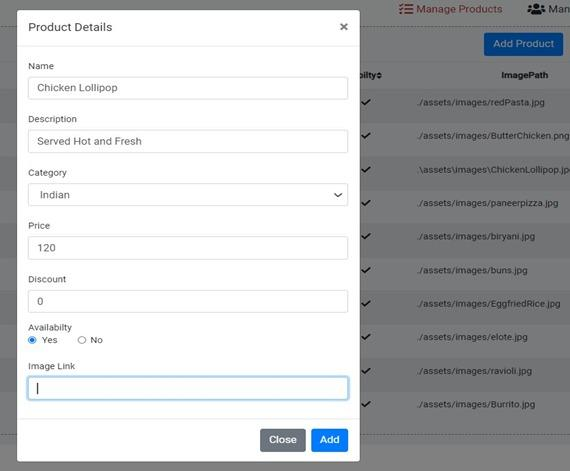 Manage Products
Man
Product Details ×
Add Product
Name
bilty
ImagePath
Chicken Lollipop
./assets/images/redPasta.jpg
Description
Served Hot and Fresh
./assets/images/ButterChicken.png
Category
.\assets\images\ChickenLollipop.jp
Indian
./assets/images/paneerpizza.jpg
Price
120
./assets/images/biryani.jpg
Discount
./assets/images/buns.jpg
0
./assets/images/EggfriedRice.jpg
Availabilty
Yes No
./assets/images/elote.jpg
Image Link
./assets/images/ravioli.jpg
./assets/images/Burrito.jpg
Close Add